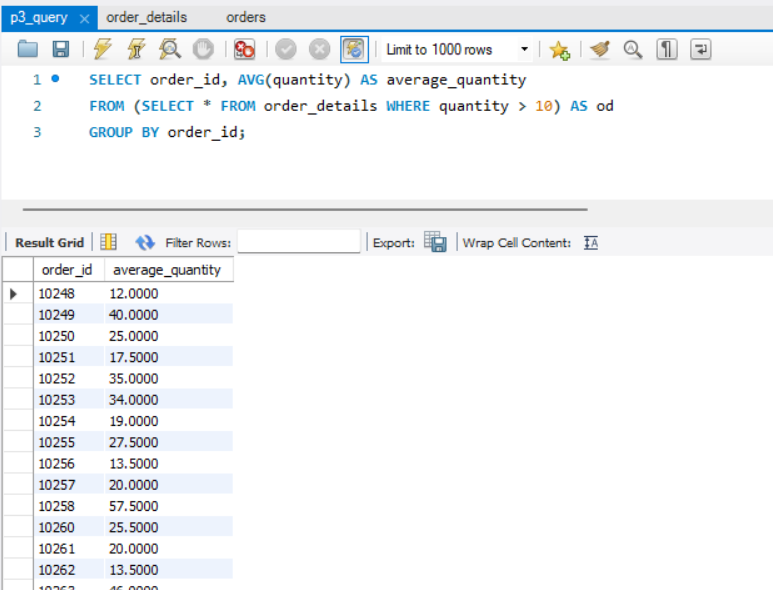 p3_query × order_details orders
Limit to 1000 rows
1 SELECT order_id, AVG(quantity) AS average_quantity
2 FROM (SELECT * FROM order_details WHERE quantity > 10) AS od
3 GROUP BY order_id;
Result Grid Filter Rows: Export: Wrap Cell Content: IA
order_id average_quantity
10248 12.0000
10249 40.0000
10250 25.0000
10251 17.5000
10252 35.0000
10253 34.0000
10254 19.0000
10255 27.5000
10256 13.5000
10257 20.0000
10258 57.5000
10260 25.5000
10261 20.0000
10262 13.5000
10263 46.0000